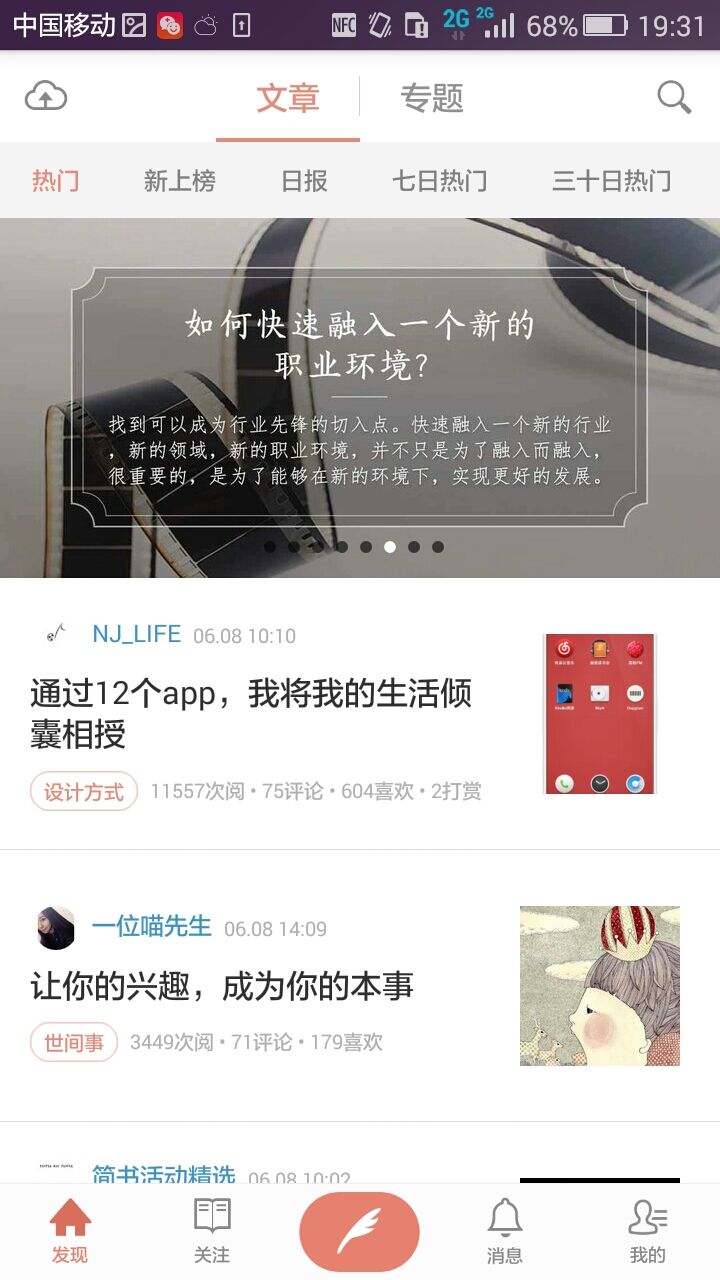 中国移动 NFC 2G 2G 68% 19:31
文章 专题
热门 新上榜 日报 七日热门 三十日热门
如何快速融入一个新的
职业环境?
找到可以成为行业先锋的切入点。快速融入一个新的行业
，新的领域，新的职业环境，并不只是为了融入而融入，
很重要的，是为了能够在新的环境下，实现更好的发展。
NJ_LIFE 06.08 10:10
通过12个app，我将我的生活倾
囊相授
设计方式 11557次阅 • 75评论 • 604喜欢 • 2打赏
一位喵先生 06.08 14:09
让你的兴趣，成为你的本事
世间事 3449次阅 • 71评论 • 179喜欢
简书活动精选 06.08 10:02
发现 关注 消息 我的